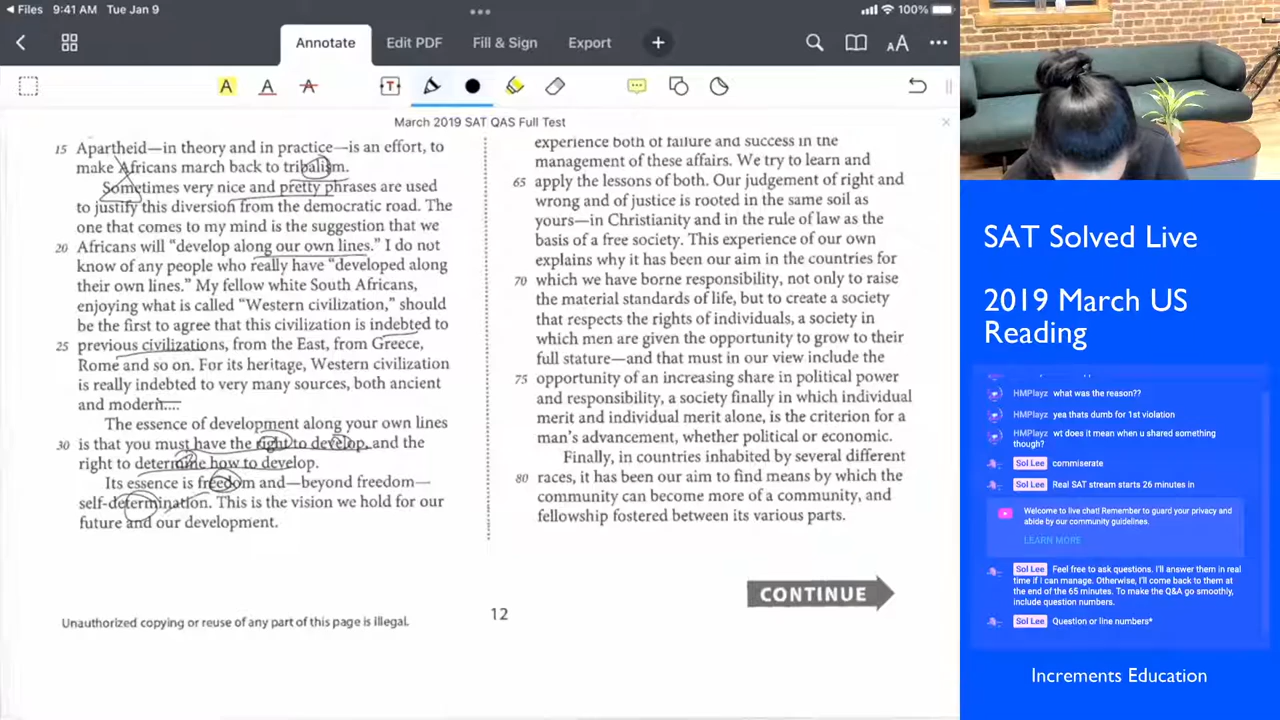 Files 9:41 AM Tue Jan 9
100%
Annotate Edit PDF Fill & Sign Export
March 2019 SAT QAS Full Test
15 Apartheid—in theory and in practice—is an effort, to
make Africans march back to tribalism.
Sometimes very nice and pretty phrases are used
to justify this diversion from the democratic road. The
one that comes to my mind is the suggestion that we
20 Africans will “develop along our own lines.” I do not
know of any people who really have “developed along
their own lines.” My fellow white South Africans,
enjoying what is called “Western civilization,” should
be the first to agree that this civilization is indebted to
25 previous civilizations, from the East, from Greece,
Rome and so on. For its heritage, Western civilization
is really indebted to very many sources, both ancient
and modern....
The essence of development along your own lines
30 is that you must have the right to develop, and the
right to determine how to develop.
Its essence is freedom and—beyond freedom—
self-determination. This is the vision we hold for our
future and our development.
experience both of failure and success in the
management of these affairs. We try to learn and
65 apply the lessons of both. Our judgement of right and
wrong and of justice is rooted in the same soil as
yours—in Christianity and in the rule of law as the
basis of a free society. This experience of our own
explains why it has been our aim in the countries for
70 which we have borne responsibility, not only to raise
the material standards of life, but to create a society
that respects the rights of individuals, a society in
which men are given the opportunity to grow to their
full stature—and that must in our view include the
75 opportunity of an increasing share in political power
and responsibility, a society finally in which individual
merit and individual merit alone, is the criterion for a
man’s advancement, whether political or economic.
Finally, in countries inhabited by several different
80 races, it has been our aim to find means by which the
community can become more of a community, and
fellowship fostered between its various parts.
CONTINUE
12
Unauthorized copying or reuse of any part of this page is illegal.
SAT Solved Live
2019 March US
Reading
HMPlayz what was the reason??
HMPlayz yea thats dumb for 1st violation
HMPlayz wt does it mean when u shared something
though?
Sol Lee commiserate
Sol Lee Real SAT stream starts 26 minutes in
Welcome to live chat! Remember to guard your privacy and
abide by our community guidelines.
LEARN MORE
Sol Lee Feel free to ask questions. I'll answer them in real
time if I can manage. Otherwise, I'll come back to them at
the end of the 65 minutes. To make the Q&A go smoothly,
include question numbers.
Sol Lee Question or line numbers*
Increments Education